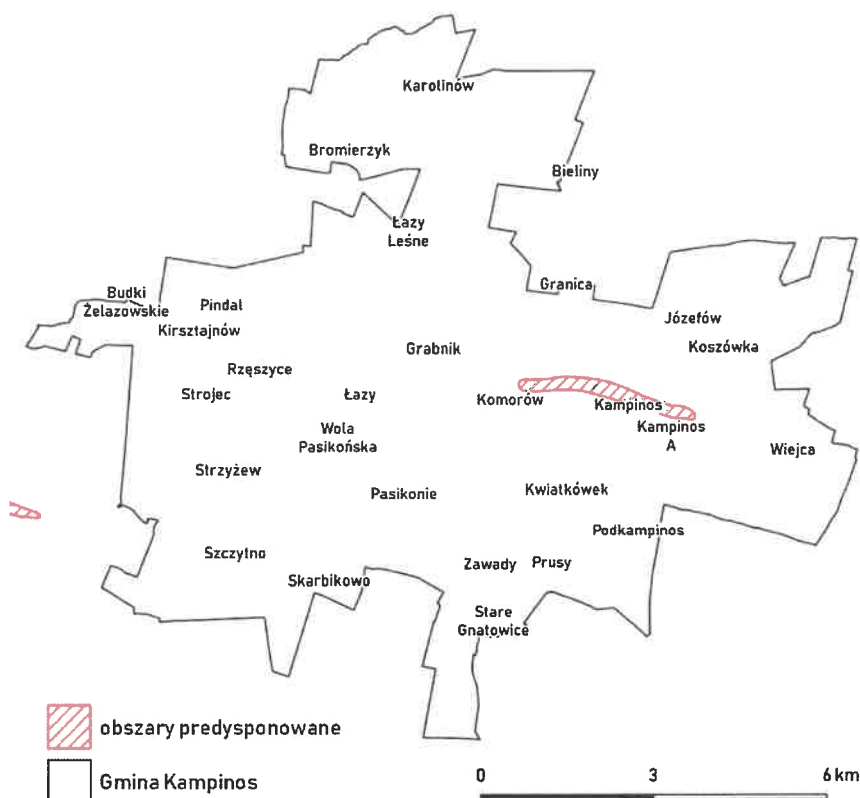 Karolinów
Bromierzyk
Bieliny
Łazy
Leśne
Granica
Budki
Żelazowskie
Pindal
Kirsztajnów
Józefów
Koszówka
Grabnik
Rzęszyce
Strojec
Łazy
Komorów
Kampinos
Kampinos
A
Wola
Pasikońska
Wiejca
Strzyżew
Pasikonie
Kwiatkówek
Podkampinos
Szczytno
Skarbikowo
Zawady
Prusy
Stare
Gnatowice
obszary predysponowane
Gmina Kampinos
0 3 6 km